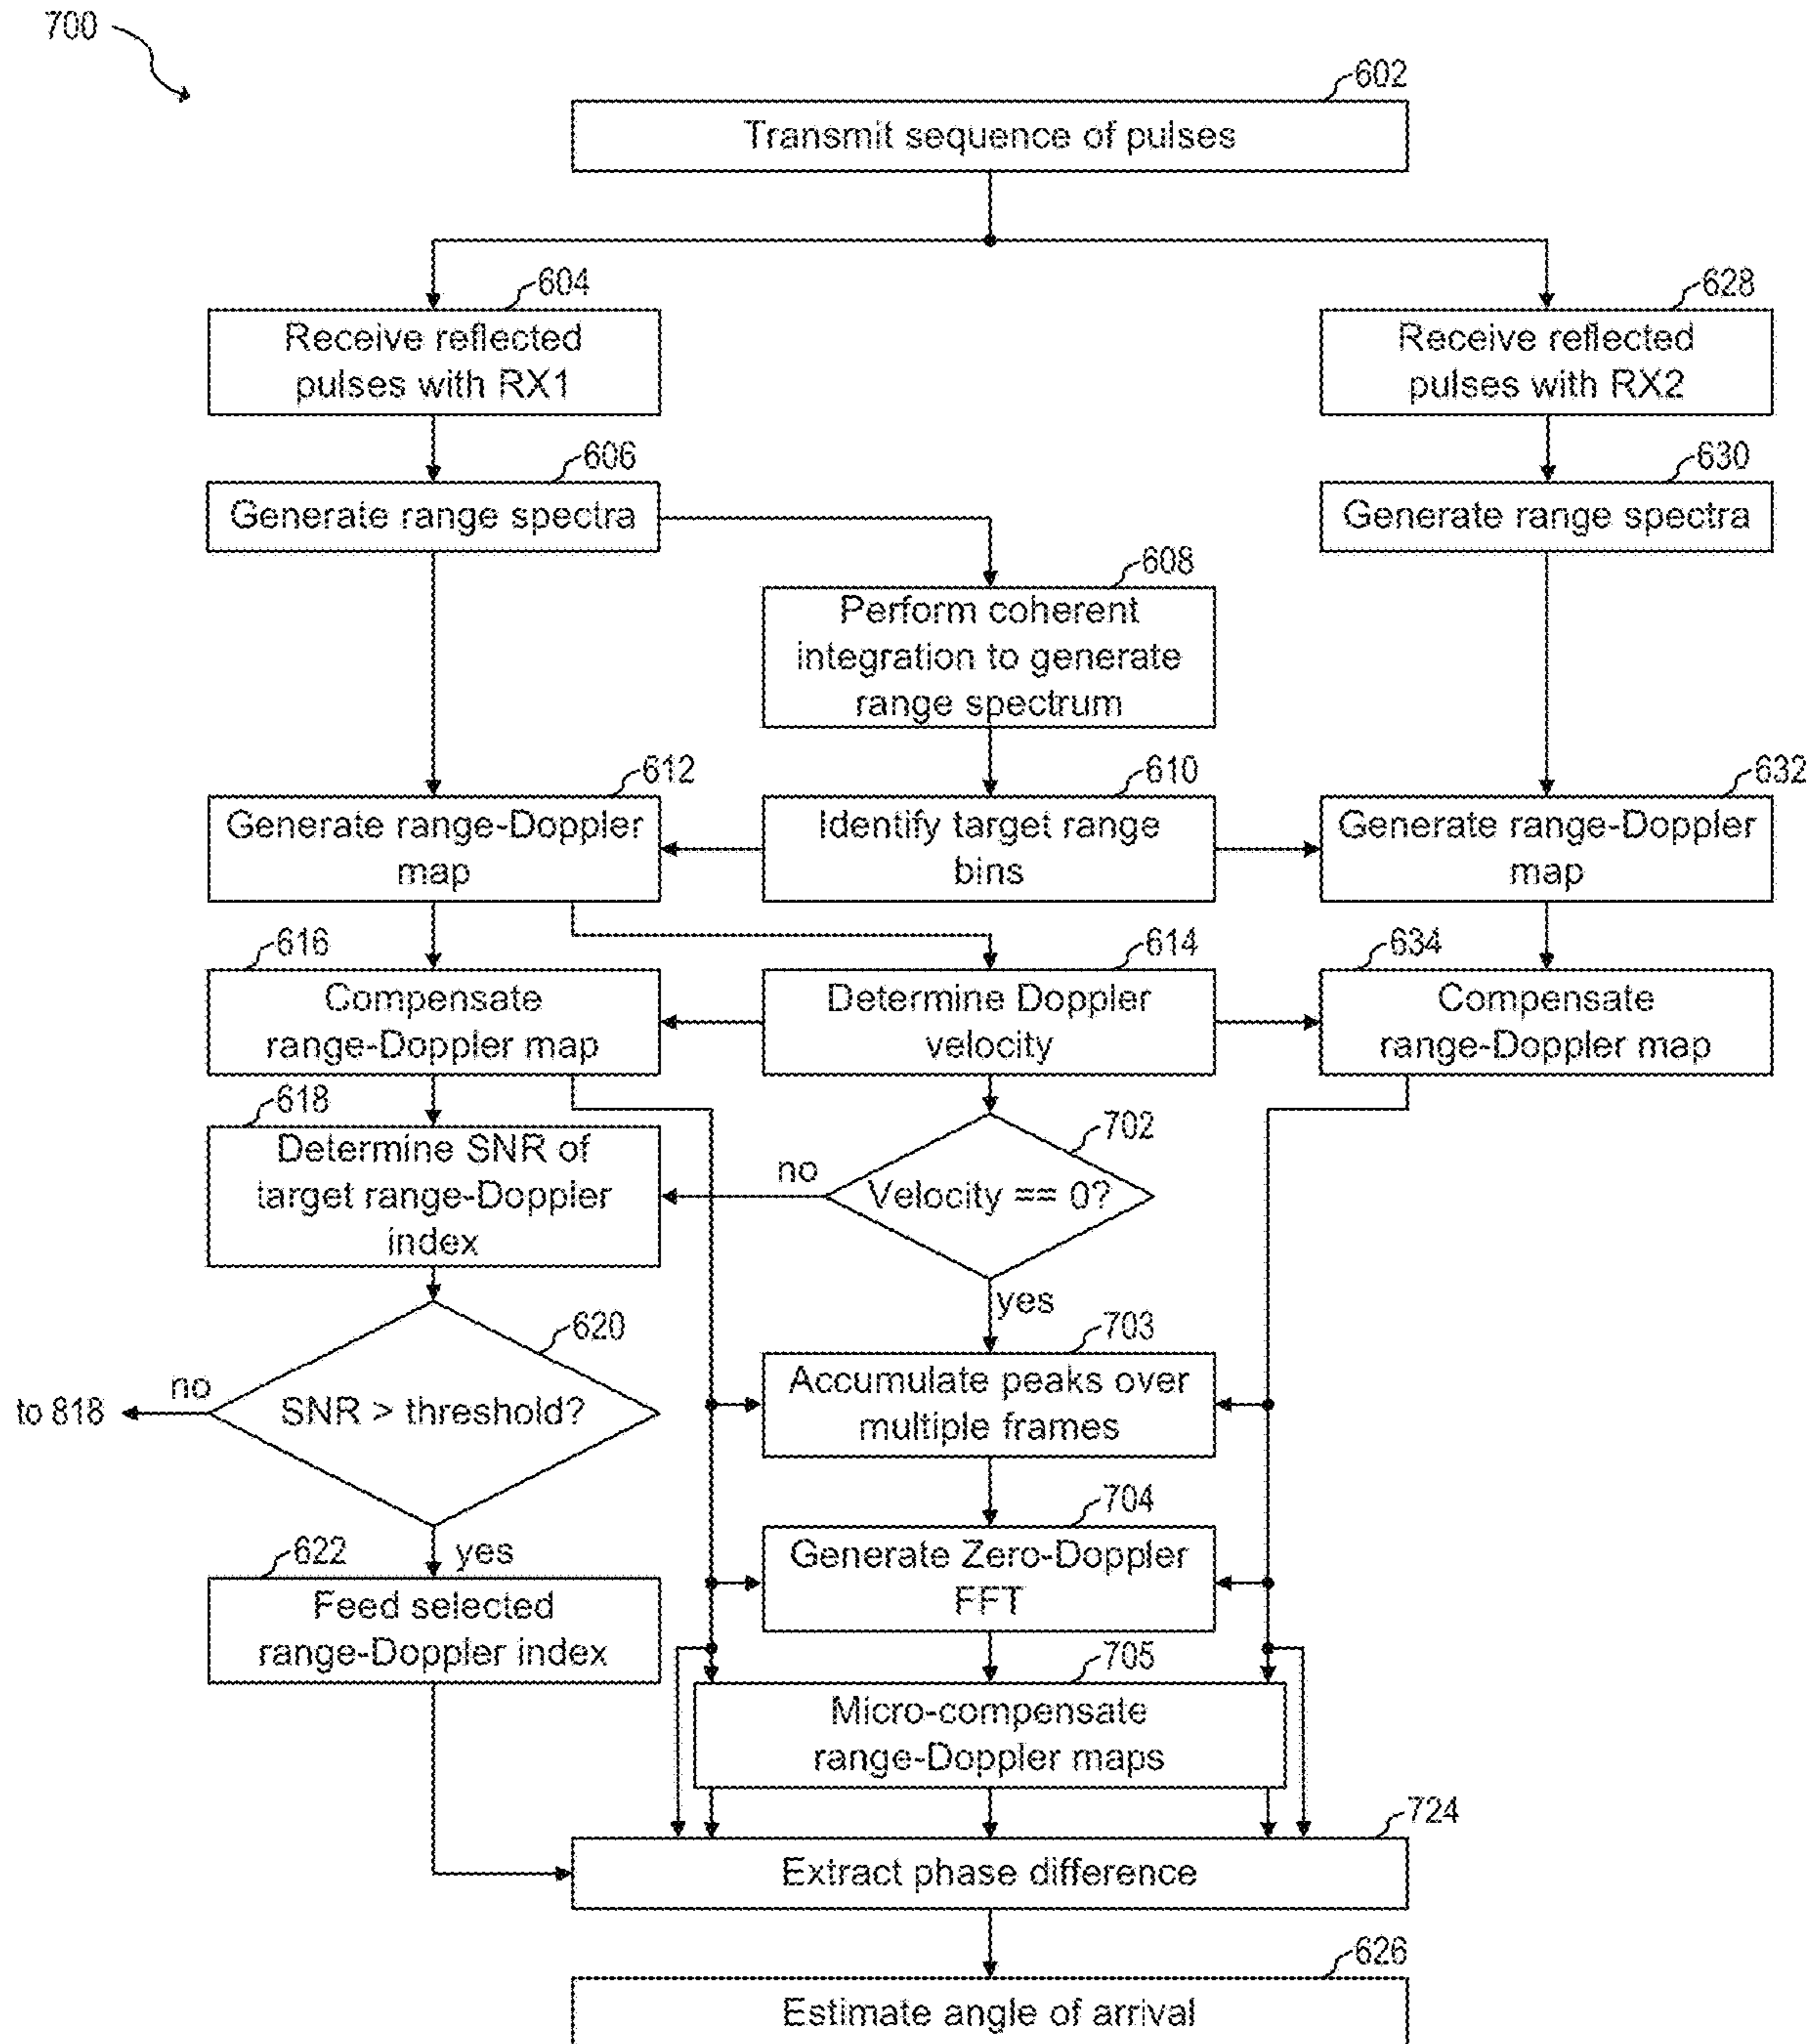 700
602
Transmit sequence of pulses
604
Receive reflected
pulses with RX1
628
Receive reflected
pulses with RX2
606
Generate range spectra
630
Generate range spectra
608
Perform coherent
integration to generate
range spectrum
612
Generate range-Doppler
map
610
Identify target range
bins
632
Generate range-Doppler
map
616
Compensate
range-Doppler map
614
Determine Doppler
velocity
634
Compensate
range-Doppler map
618
Determine SNR of
target range-Doppler
index
no
702
Velocity == 0?
yes
620
SNR > threshold?
no
to 818
yes
703
Accumulate peaks over
multiple frames
704
Generate Zero-Doppler
FFT
622
Feed selected
range-Doppler index
705
Micro-compensate
range-Doppler maps
724
Extract phase difference
626
Estimate angle of arrival